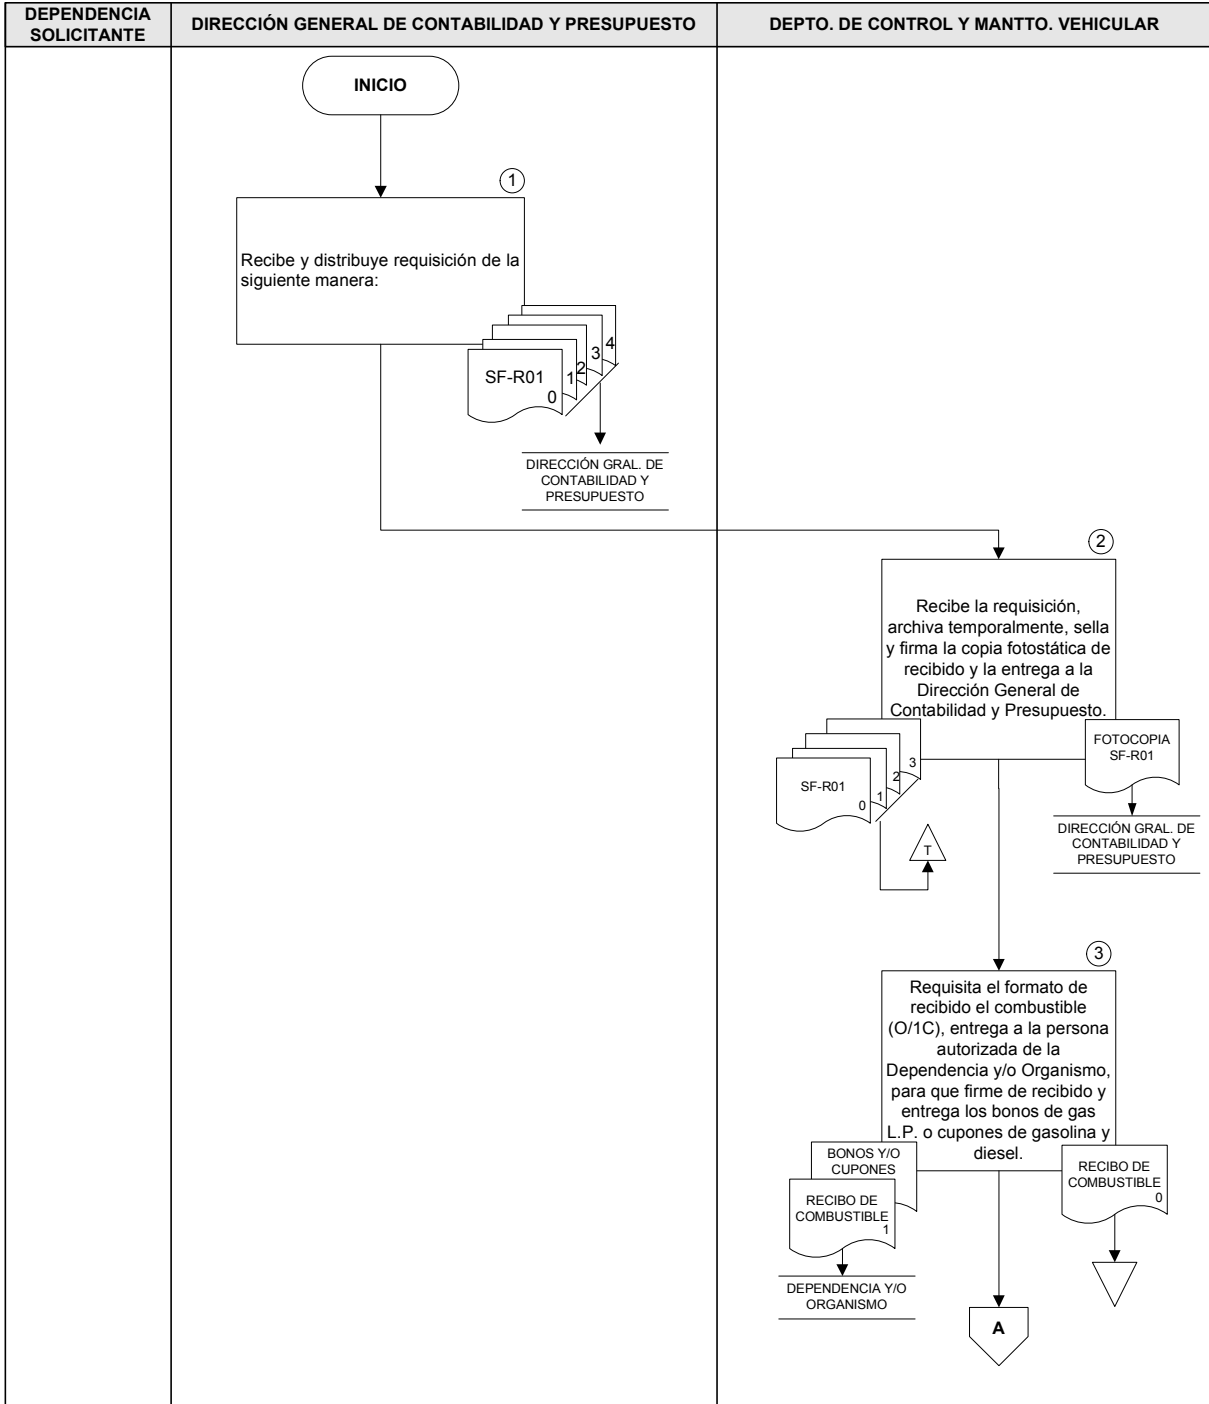 DEPENDENCIA
SOLICITANTE
DIRECCIÓN GENERAL DE CONTABILIDAD Y PRESUPUESTO
DEPTO. DE CONTROL Y MANTTO. VEHICULAR
INICIO
1
Recibe y distribuye requisición de la
siguiente manera:
SF-R01
0
1
2
3
4
DIRECCIÓN GRAL. DE
CONTABILIDAD Y
PRESUPUESTO
2
Recibe la requisición,
archiva temporalmente, sella
y firma la copia fotostática de
recibido y la entrega a la
Dirección General de
Contabilidad y Presupuesto.
SF-R01
0
1
2
3
T
FOTOCOPIA
SF-R01
DIRECCIÓN GRAL. DE
CONTABILIDAD Y
PRESUPUESTO
3
Requisita el formato de
recibido el combustible
(O/1C), entrega a la persona
autorizada de la
Dependencia y/o Organismo,
para que firme de recibido y
entrega los bonos de gas
L.P. o cupones de gasolina y
diesel.
BONOS Y/O
CUPONES
RECIBO DE
COMBUSTIBLE
1
DEPENDENCIA Y/O
ORGANISMO
RECIBO DE
COMBUSTIBLE
0
A